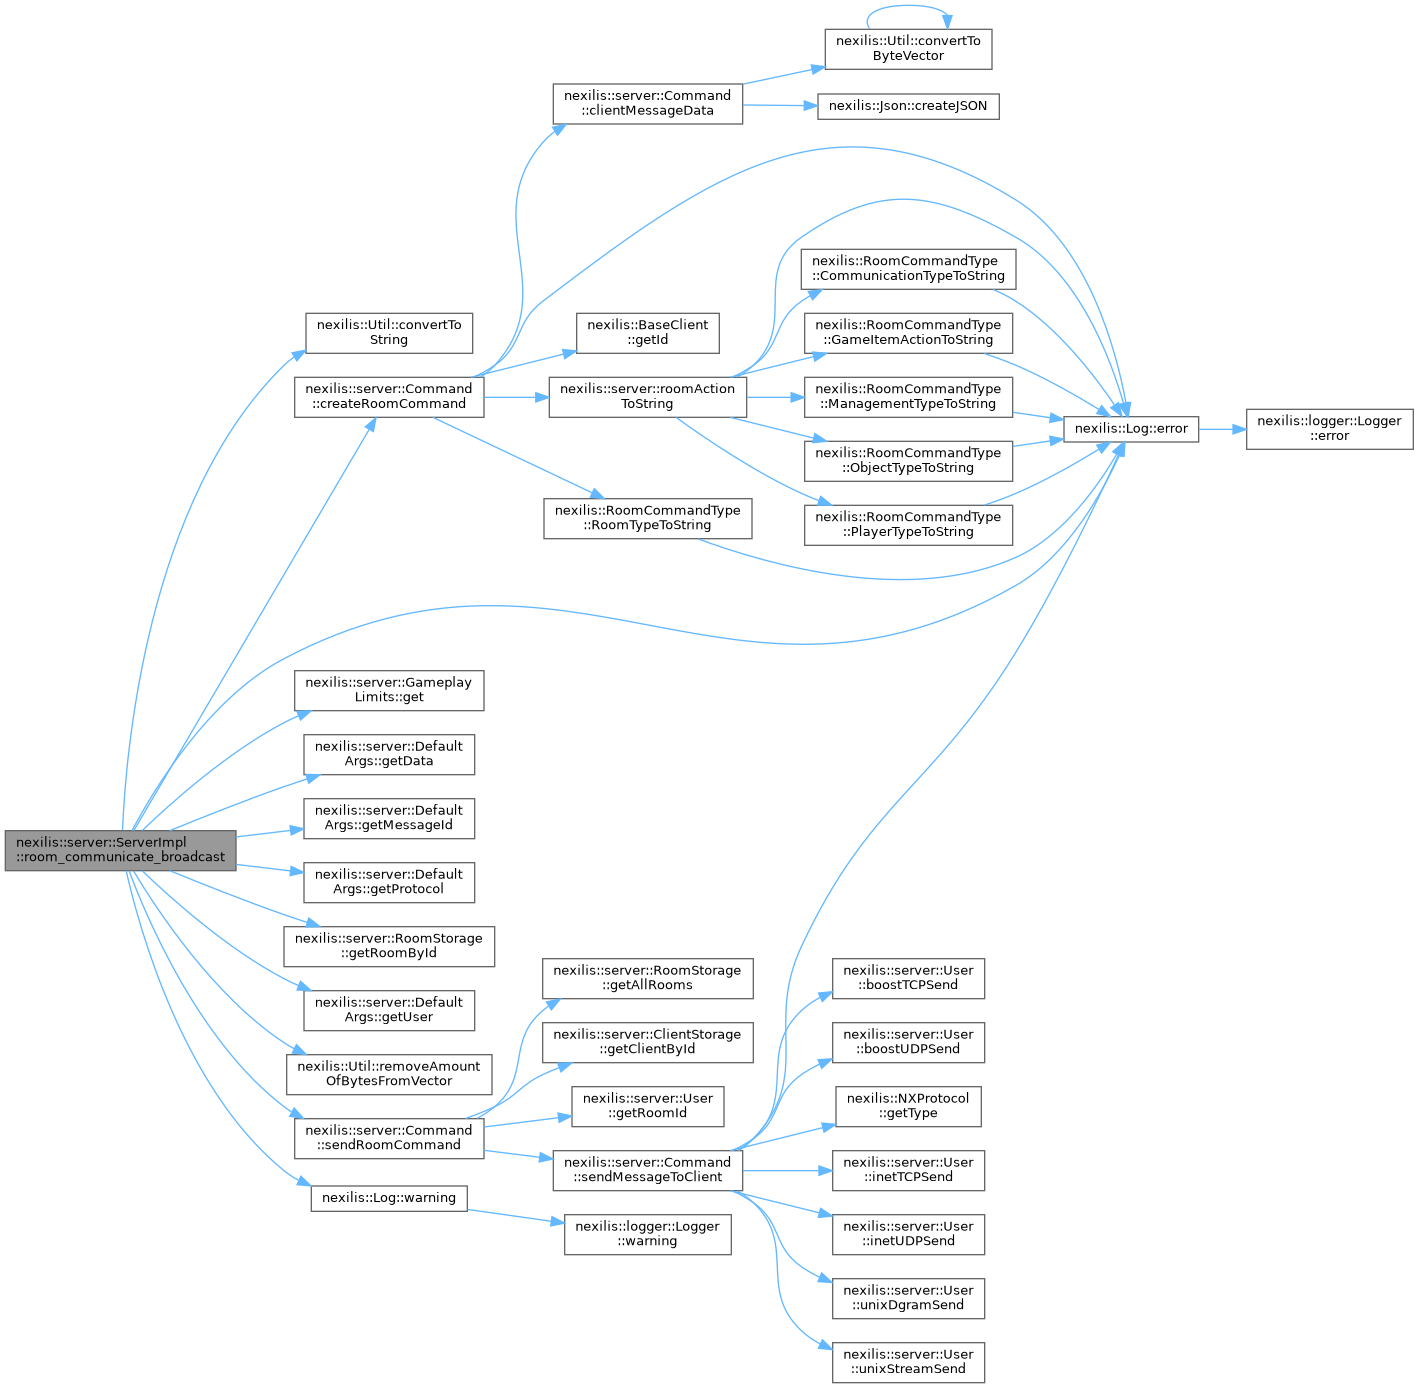 nexilis::server::ServerImpl
::room_communicate_broadcast
nexilis::Util::convertTo
String
nexilis::server::Command
::createRoomCommand
nexilis::server::Command
::clientMessageData
nexilis::Util::convertTo
ByteVector
nexilis::Json::createJSON
nexilis::BaseClient
::getId
nexilis::server::roomAction
ToString
nexilis::RoomCommandType
::CommunicationTypeToString
nexilis::RoomCommandType
::GameItemActionToString
nexilis::RoomCommandType
::ManagementTypeToString
nexilis::RoomCommandType
::ObjectTypeToString
nexilis::RoomCommandType
::PlayerTypeToString
nexilis::RoomCommandType
::RoomTypeToString
nexilis::Log::error
nexilis::logger::Logger
::error
nexilis::server::Gameplay
Limits::get
nexilis::server::Default
Args::getData
nexilis::server::Default
Args::getMessageId
nexilis::server::Default
Args::getProtocol
nexilis::server::RoomStorage
::getRoomById
nexilis::server::Default
Args::getUser
nexilis::Util::removeAmount
OfBytesFromVector
nexilis::server::Command
::sendRoomCommand
nexilis::server::RoomStorage
::getAllRooms
nexilis::server::ClientStorage
::getClientById
nexilis::server::User
::getRoomId
nexilis::server::Command
::sendMessageToClient
nexilis::server::User
::boostTCPSend
nexilis::server::User
::boostUDPSend
nexilis::NXProtocol
::getType
nexilis::server::User
::inetTCPSend
nexilis::server::User
::inetUDPSend
nexilis::server::User
::unixDgramSend
nexilis::server::User
::unixStreamSend
nexilis::Log::warning
nexilis::logger::Logger
::warning